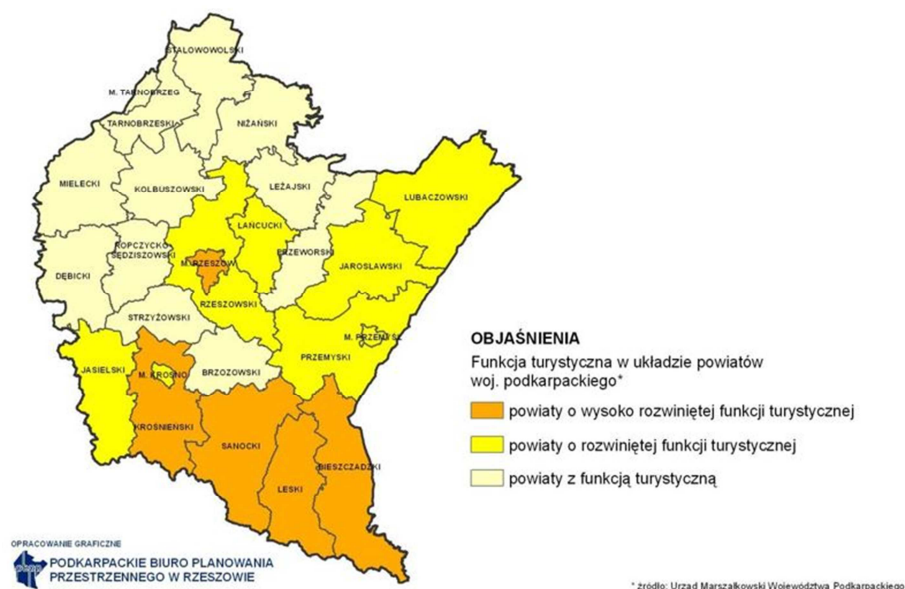 STALOWOWOLSKI
M. TARNOBRZEG
TARNOBRZESKI
NIŻAŃSKI
MIELECKI
KOLBUSZOWSKI
LEŻAJSKI
LUBACZOWSKI
ŁAŃCUCKI
ROPCZYCKO
SĘDZISZOWSKI
PRZEWORSKI
M. RZESZÓW
JAROSŁAWSKI
DĘBICKI
RZESZOWSKI
STRZYŻOWSKI
M. PRZEMYŚL
PRZEMYSKI
JASIELSKI
M. KROSNO
BRZOZOWSKI
KROŚNIEŃSKI
SANOCKI
BIESZCZADZKI
LESKI
OBJAŚNIENIA
Funkcja turystyczna w układzie powiatów
woj. podkarpackiego*
powiaty o wysoko rozwiniętej funkcji turystycznej
powiaty o rozwiniętej funkcji turystycznej
powiaty z funkcją turystyczną
OPRACOWANIE GRAFICZNE
PODKARPACKIE BIURO PLANOWANIA
PRZESTRZENNEGO W RZESZOWIE
* źródło: Urząd Marszałkowski Województwa Podkarpackiego